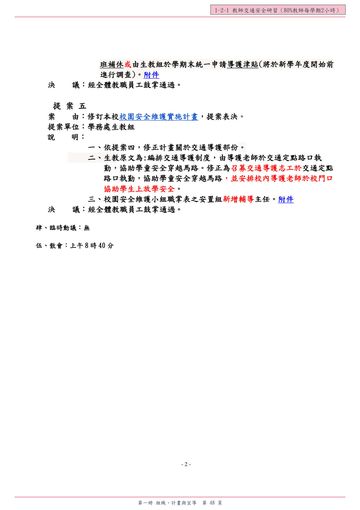 1-2-1 教師交通安全研習（80%教師每學期2小時）
班補休或由生教組於學期末統一申請導護津貼(將於新學年度開始前
進行調查)。附件
決 議：經全體教職員工鼓掌通過。
提 案 五
案 由：修訂本校校園安全維護實施計畫，提案表決。
提案單位：學務處生教組
說 明：
一、依提案四，修正計畫關於交通導護部份。
二、生教原文為:編排交通導護制度，由導護老師於交通定點路口執
勤，協助學童安全穿越馬路。修正為召募交通導護志工於交通定點
路口執勤，協助學童安全穿越馬路，並安排校內導護老師於校門口
協助學生上放學安全。
三、校園安全維護小組職掌表之安置組新增輔導主任。附件
決 議：經全體教職員工鼓掌通過。
肆、臨時動議：無
伍、散會：上午 8 時 40 分
- 2 -
第一時 組織、計畫與宣導 第 48 頁